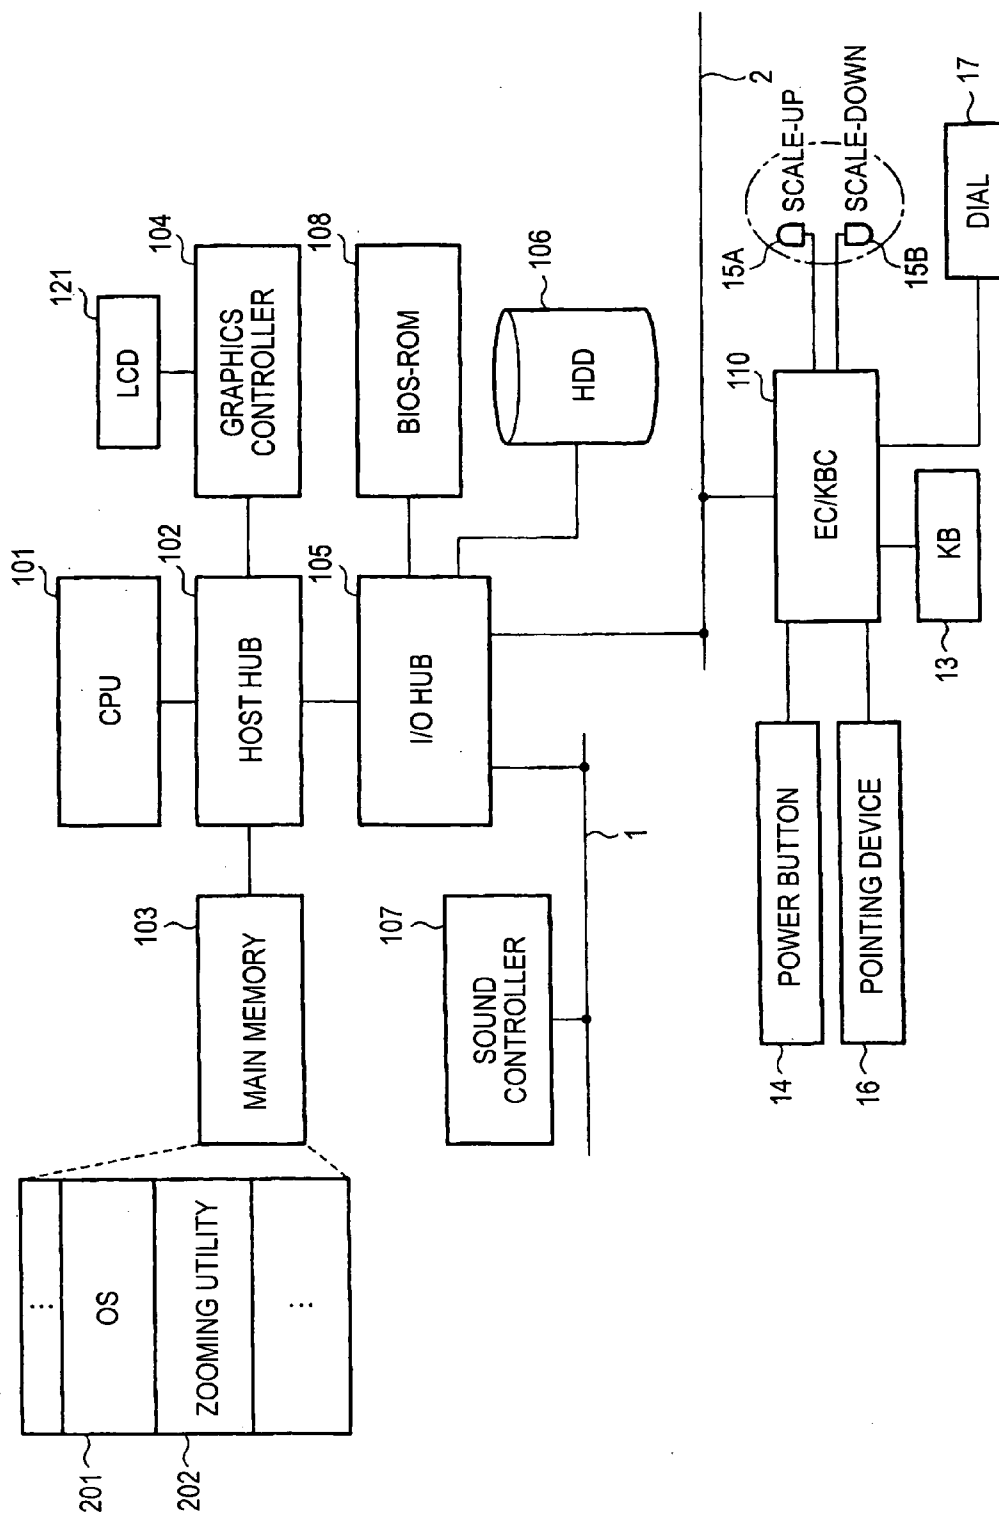 101
CPU
121
LCD
201
OS
⋮
103
MAIN MEMORY
102
HOST HUB
104
GRAPHICS
CONTROLLER
202
ZOOMING UTILITY
⋮
107
SOUND
CONTROLLER
105
I/O HUB
108
BIOS-ROM
106
HDD
1
2
14
POWER BUTTON
110
EC/KBC
15A
SCALE-UP
16
POINTING DEVICE
15B
SCALE-DOWN
13
KB
DIAL
17